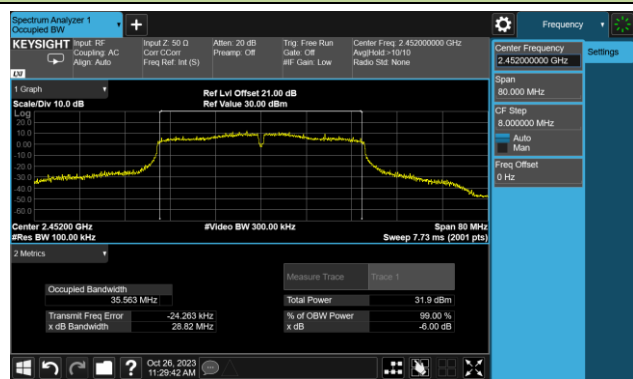 Spectrum Analyzer 1
Occupied BW
Frequency
KEYSIGHT
Input: RF
Coupling: AC
Align: Auto
Input Z: 50 Ω
Corr CCorr
Freq Ref: Int (S)
Atten: 20 dB
Preamp: Off
Trig: Free Run
Gate: Off
#IF Gain: Low
Center Freq: 2.452000000 GHz
Avg|Hold:>10/10
Radio Std: None
LXI
Center Frequency
2.452000000 GHz
Settings
Span
80.000 MHz
CF Step
8.000000 MHz
Auto
Man
Freq Offset
0 Hz
1 Graph
Scale/Div 10.0 dB
Ref Lvl Offset 21.00 dB
Ref Value 30.00 dBm
Log
20.0
10.0
0.00
-10.0
-20.0
-30.0
-40.0
-50.0
-60.0
Center 2.45200 GHz
#Res BW 100.00 kHz
#Video BW 300.00 kHz
Span 80 MHz
Sweep 7.73 ms (2001 pts)
2 Metrics
Measure Trace
Trace 1
Occupied Bandwidth
35.563 MHz
Total Power
31.9 dBm
Transmit Freq Error
-24.263 kHz
% of OBW Power
99.00 %
x dB Bandwidth
28.82 MHz
x dB
-6.00 dB
Oct 26, 2023
11:29:42 AM